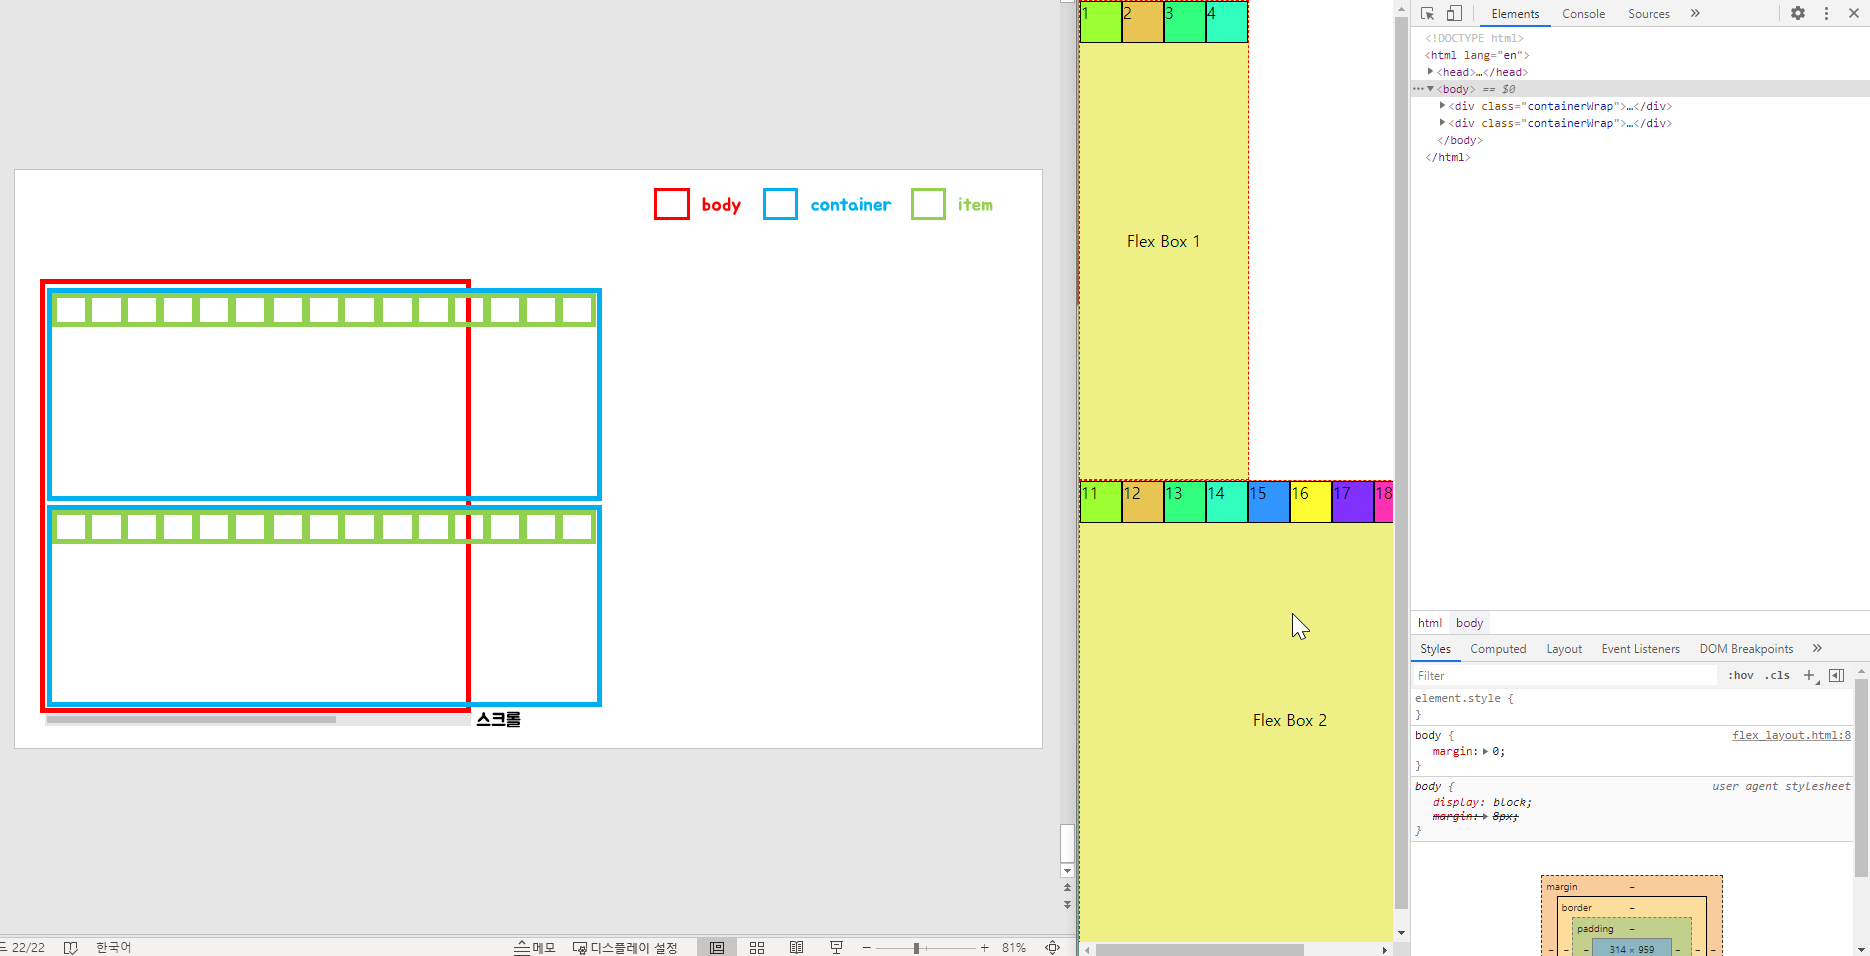 body container item
스크롤
드 22/22 한국어 메모 디스플레이 설정 81%
1 2 3 4
Flex Box 1
11 12 13 14 15 16 17 18
Flex Box 2
Elements Console Sources
<!DOCTYPE html>
<html lang="en">
<head>…</head>
<body> == $0
<div class="containerWrap">…</div>
<div class="containerWrap">…</div>
</body>
</html>
html body
Styles Computed Layout Event Listeners DOM Breakpoints
Filter :hov .cls
element.style {
}
body { flex_layout.html:8
margin: 0;
}
body { user agent stylesheet
display: block;
margin: 8px;
}
margin –
border –
padding –
– – – 314 × 959 – – –